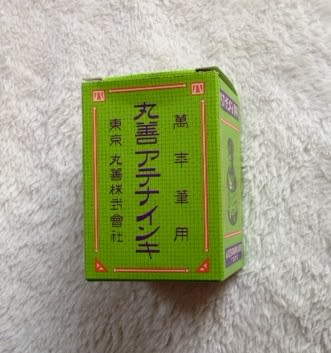 萬年筆用
丸善アテナインキ
東京 丸善株式會社